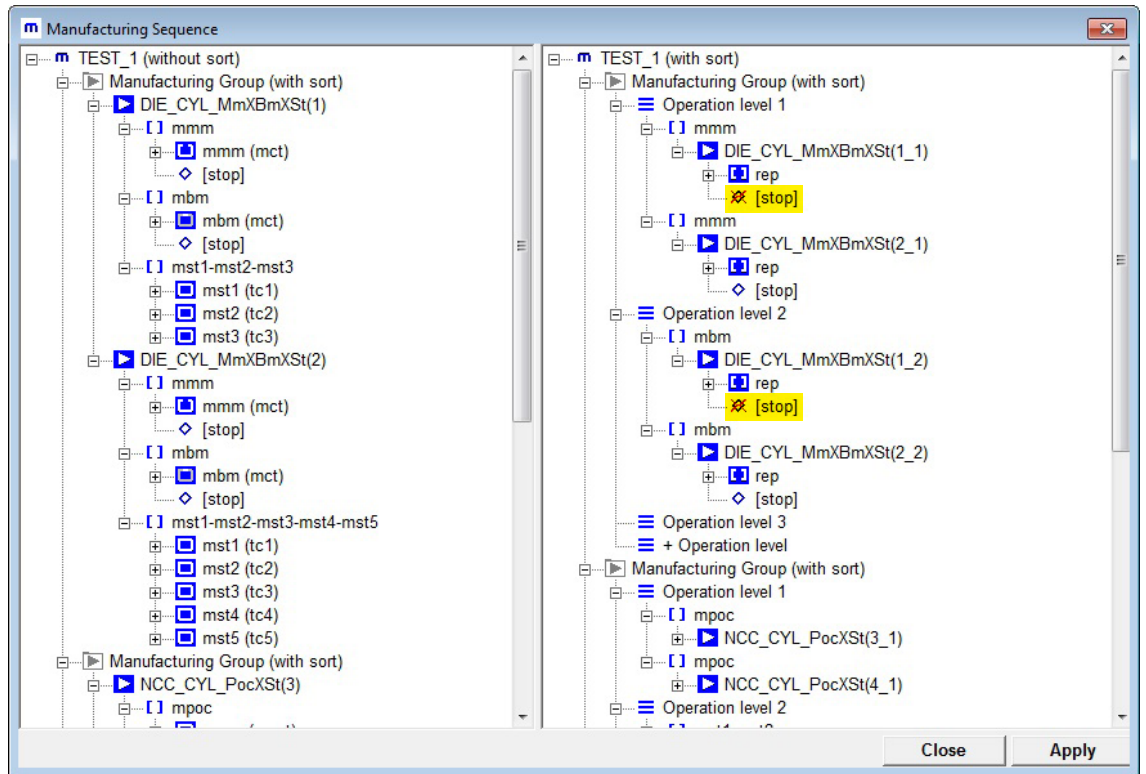 Manufacturing Sequence
TEST_1 (without sort)
Manufacturing Group (with sort)
DIE_CYL_MmXBmXSt(1)
mmm
mmm (mct)
[stop]
mbm
mbm (mct)
[stop]
mst1-mst2-mst3
mst1 (tc1)
mst2 (tc2)
mst3 (tc3)
DIE_CYL_MmXBmXSt(2)
mmm
mmm (mct)
[stop]
mbm
mbm (mct)
[stop]
mst1-mst2-mst3-mst4-mst5
mst1 (tc1)
mst2 (tc2)
mst3 (tc3)
mst4 (tc4)
mst5 (tc5)
Manufacturing Group (with sort)
NCC_CYL_PocXSt(3)
mpoc
TEST_1 (with sort)
Manufacturing Group (with sort)
Operation level 1
mmm
DIE_CYL_MmXBmXSt(1_1)
rep
[stop]
mmm
DIE_CYL_MmXBmXSt(2_1)
rep
[stop]
Operation level 2
mbm
DIE_CYL_MmXBmXSt(1_2)
rep
[stop]
mbm
DIE_CYL_MmXBmXSt(2_2)
rep
[stop]
Operation level 3
+ Operation level
Manufacturing Group (with sort)
Operation level 1
mpoc
NCC_CYL_PocXSt(3_1)
mpoc
NCC_CYL_PocXSt(4_1)
Operation level 2
Close
Apply